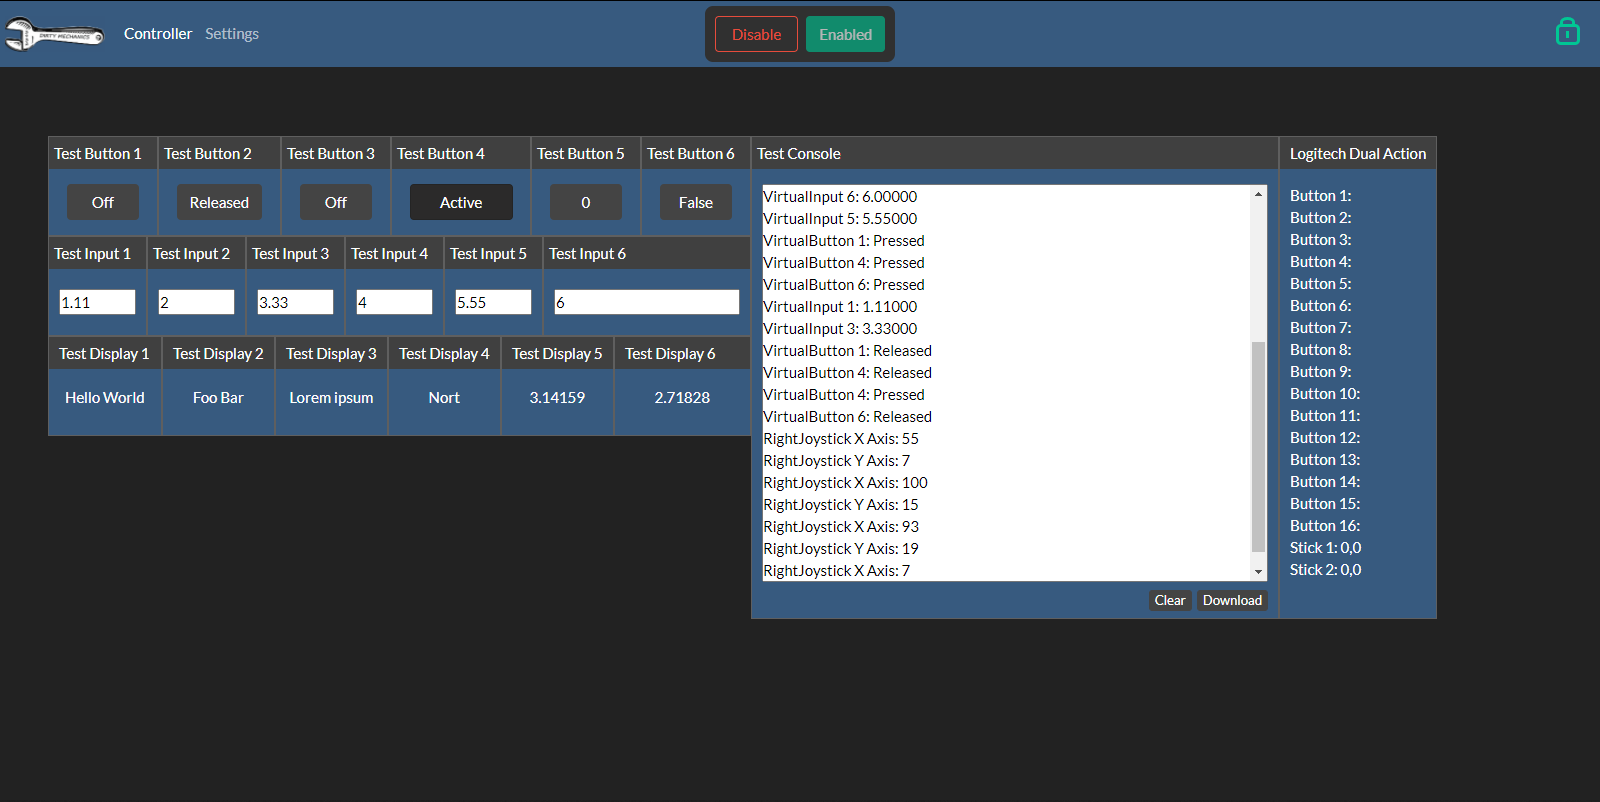 DIRTY MECHANICS
Controller Settings
Disable Enabled
Test Button 1 Test Button 2 Test Button 3 Test Button 4 Test Button 5 Test Button 6
Off Released Off Active 0 False
Test Input 1 Test Input 2 Test Input 3 Test Input 4 Test Input 5 Test Input 6
1.11 2 3.33 4 5.55 6
Test Display 1 Test Display 2 Test Display 3 Test Display 4 Test Display 5 Test Display 6
Hello World Foo Bar Lorem ipsum Nort 3.14159 2.71828
Test Console
VirtualInput 6: 6.00000
VirtualInput 5: 5.55000
VirtualButton 1: Pressed
VirtualButton 4: Pressed
VirtualButton 6: Pressed
VirtualInput 1: 1.11000
VirtualInput 3: 3.33000
VirtualButton 1: Released
VirtualButton 4: Released
VirtualButton 4: Pressed
VirtualButton 6: Released
RightJoystick X Axis: 55
RightJoystick Y Axis: 7
RightJoystick X Axis: 100
RightJoystick Y Axis: 15
RightJoystick X Axis: 93
RightJoystick Y Axis: 19
RightJoystick X Axis: 7
Clear Download
Logitech Dual Action
Button 1:
Button 2:
Button 3:
Button 4:
Button 5:
Button 6:
Button 7:
Button 8:
Button 9:
Button 10:
Button 11:
Button 12:
Button 13:
Button 14:
Button 15:
Button 16:
Stick 1: 0,0
Stick 2: 0,0